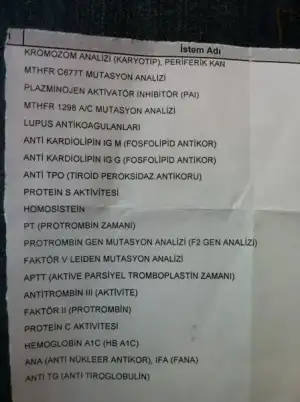 İstem Adı
KROMOZOM ANALİZİ (KARYOTİP), PERİFERİK KAN
MTHFR C677T MUTASYON ANALİZİ
PLAZMİNOJEN AKTİVATÖR İNHİBİTÖR (PAI)
MTHFR 1298 A/C MUTASYON ANALİZİ
LUPUS ANTİKOAGULANLARI
ANTİ KARDİOLİPİN IG M (FOSFOLİPİD ANTİKOR)
ANTİ KARDİOLİPİN IG G (FOSFOLİPİD ANTİKOR)
ANTİ TPO (TİROİD PEROKSİDAZ ANTİKORU)
PROTEİN S AKTİVİTESİ
HOMOSİSTEİN
PT (PROTROMBİN ZAMANI)
PROTROMBİN GEN MUTASYON ANALİZİ (F2 GEN ANALİZİ)
FAKTÖR V LEIDEN MUTASYON ANALİZİ
APTT (AKTİVE PARSİYEL TROMBOPLASTİN ZAMANI)
ANTİTROMBİN III (AKTİVİTE)
FAKTÖR II (PROTROMBİN)
PROTEİN C AKTİVİTESİ
HEMOGLOBİN A1C (HB A1C)
ANA (ANTİ NÜKLEER ANTİKOR), IFA (FANA)
ANTİ TG (ANTİ TİROGLOBULİN)